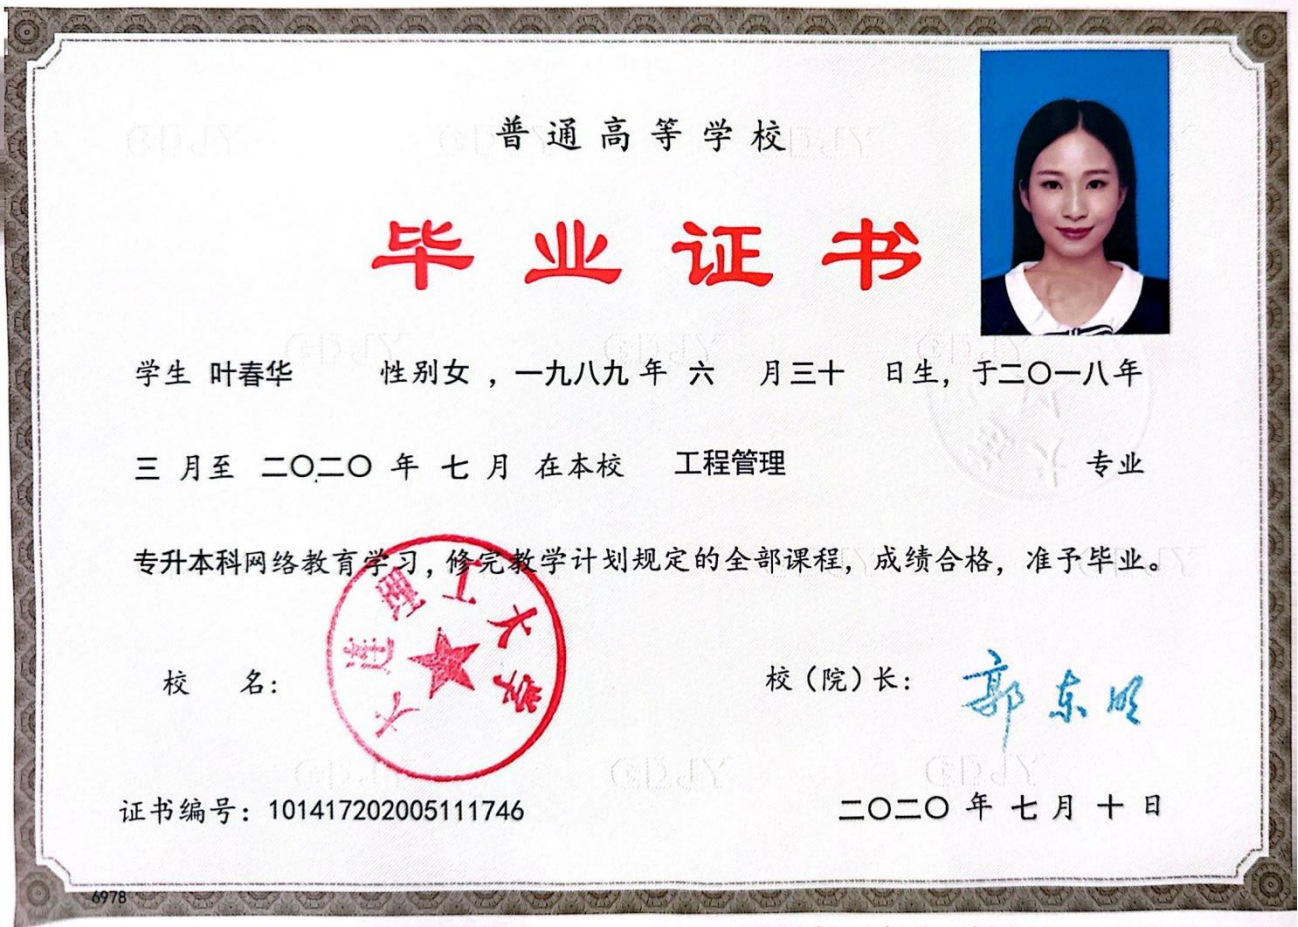 普通高等学校
毕业证书
学生 叶春华 性别女 ，一九八九年 六 月三十 日生，于二〇一八年
三 月至 二〇二〇 年 七 月 在本校 工程管理 专业
专升本科网络教育学习，修完教学计划规定的全部课程，成绩合格，准予毕业。
大连理工大学
校 名：
校（院）长：
郭东明
证书编号：101417202005111746
二〇二〇 年 七 月 十 日
6978